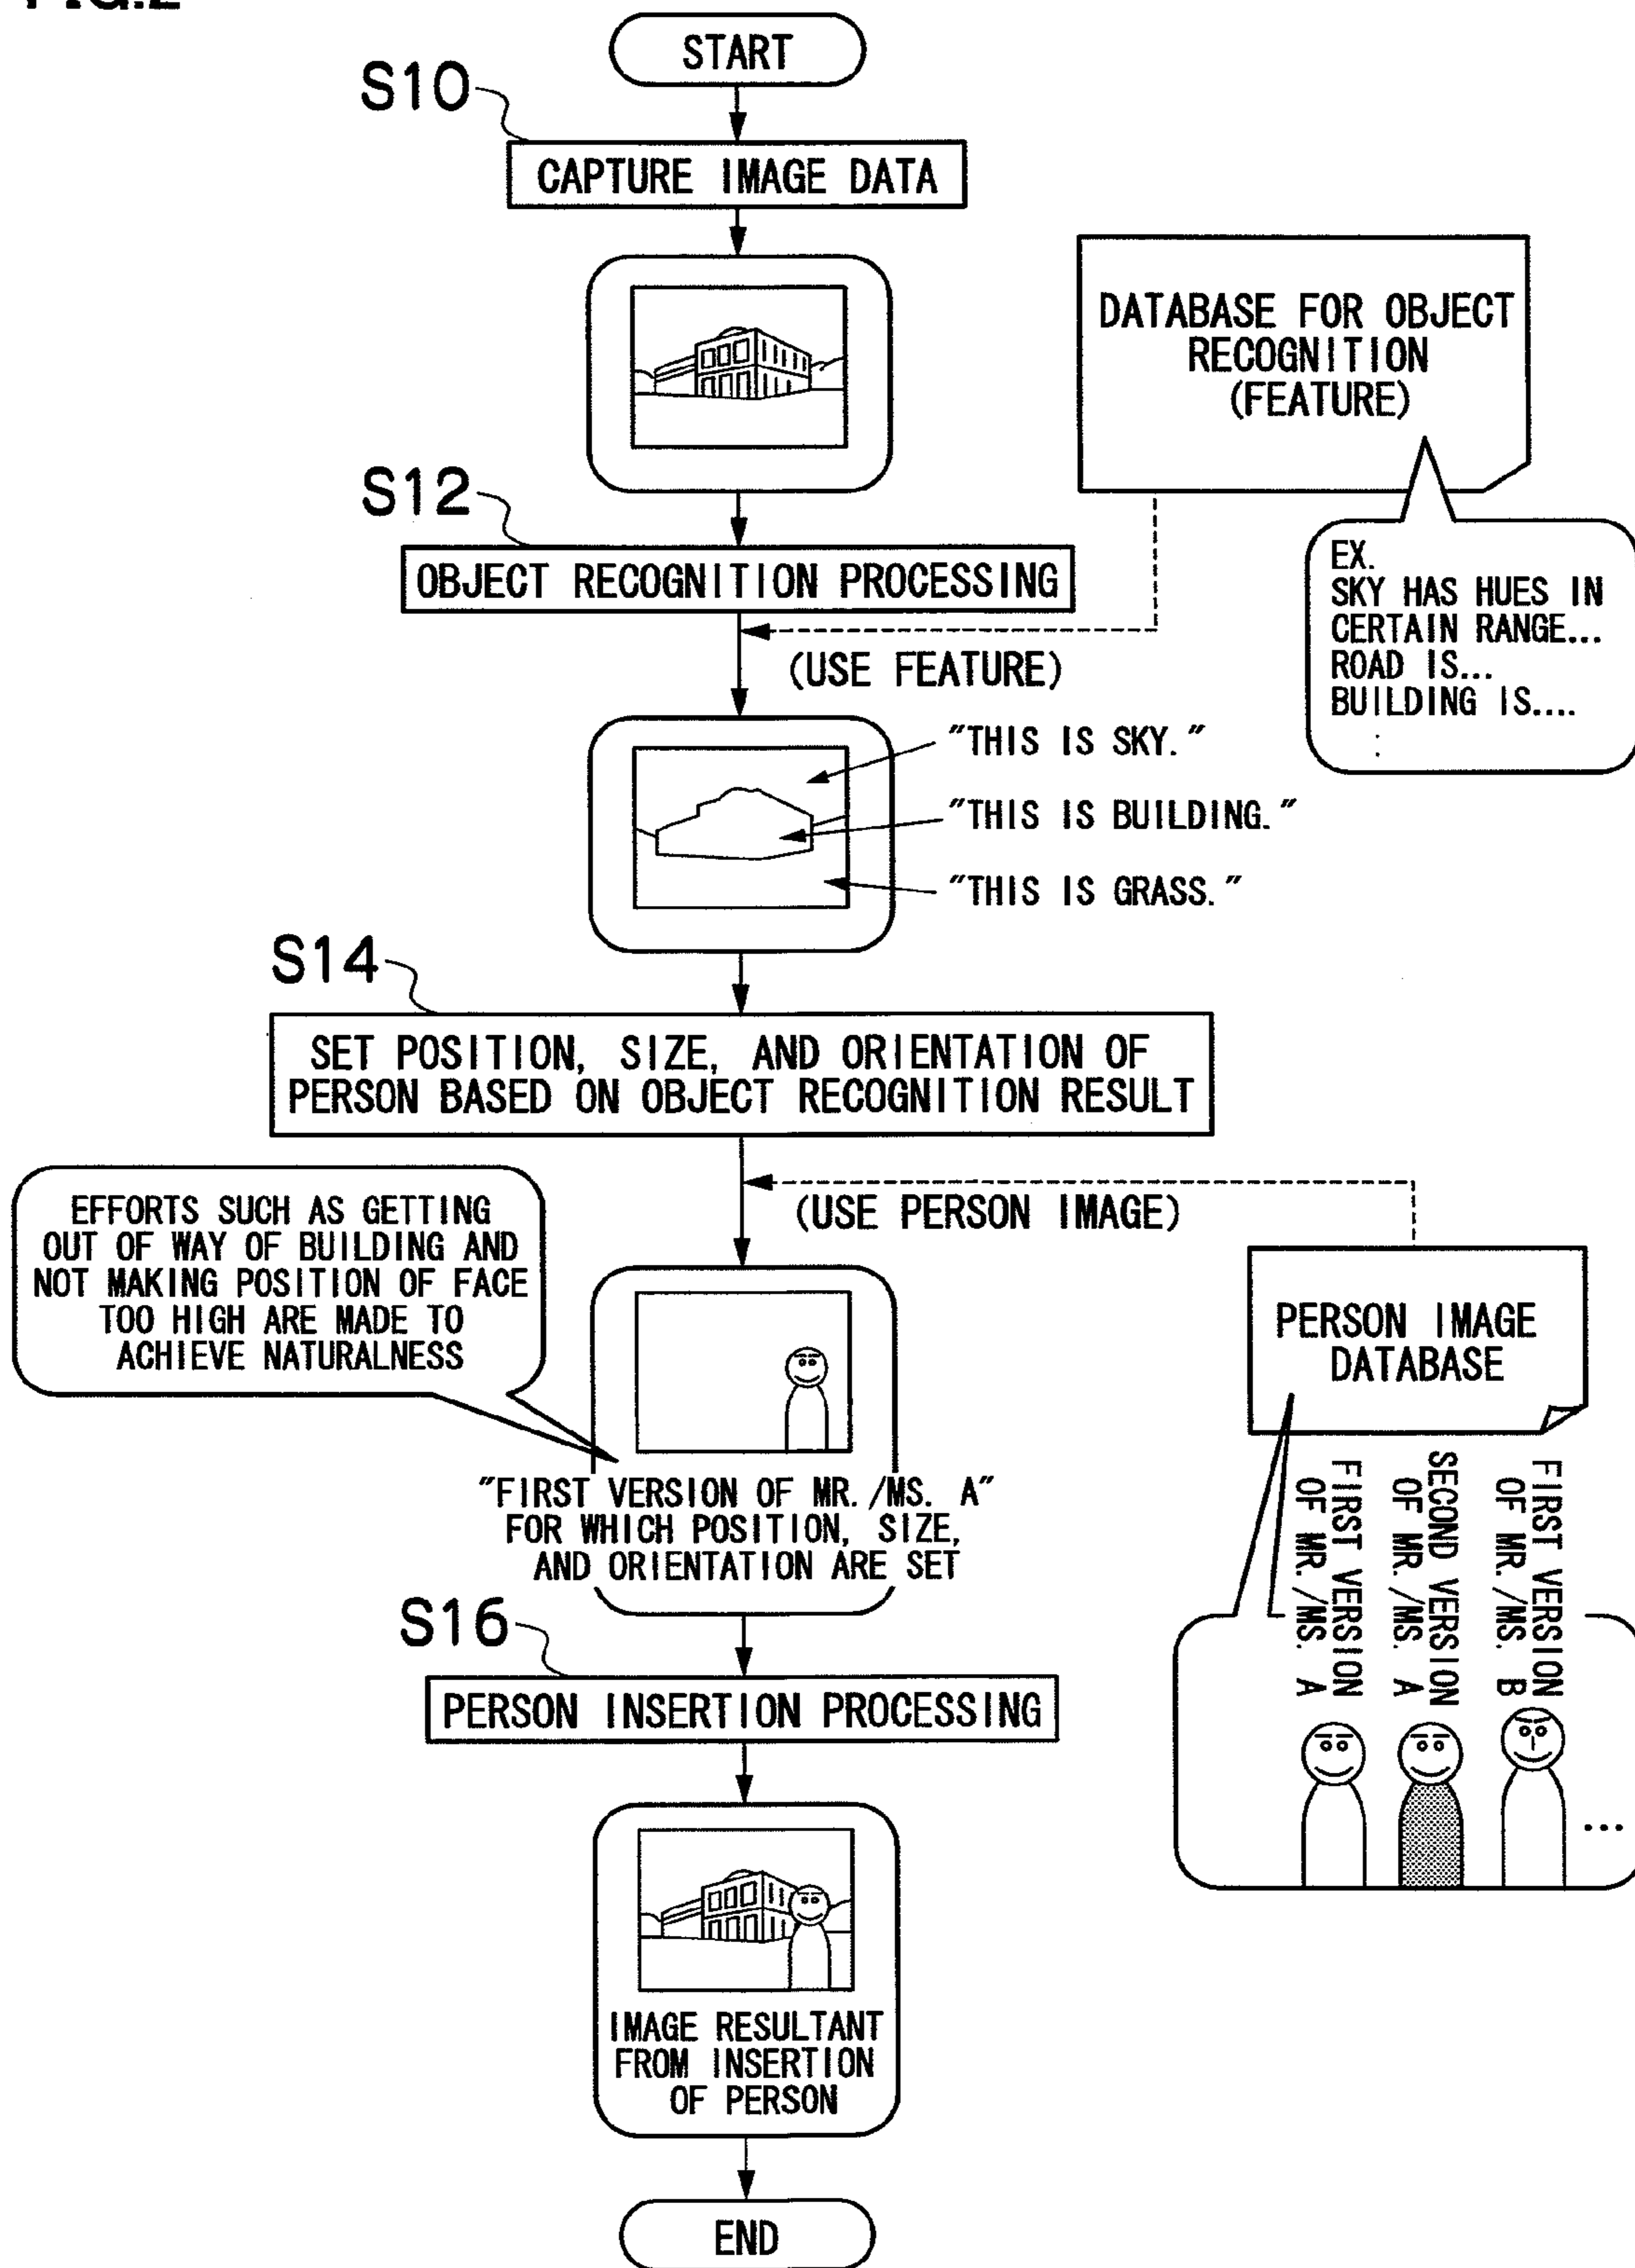 FIG.2
START
S10
CAPTURE IMAGE DATA
DATABASE FOR OBJECT
RECOGNITION
(FEATURE)
S12
OBJECT RECOGNITION PROCESSING
EX.
SKY HAS HUES IN
CERTAIN RANGE...
ROAD IS...
BUILDING IS....
:
(USE FEATURE)
"THIS IS SKY."
"THIS IS BUILDING."
"THIS IS GRASS."
S14
SET POSITION, SIZE, AND ORIENTATION OF
PERSON BASED ON OBJECT RECOGNITION RESULT
(USE PERSON IMAGE)
EFFORTS SUCH AS GETTING
OUT OF WAY OF BUILDING AND
NOT MAKING POSITION OF FACE
TOO HIGH ARE MADE TO
ACHIEVE NATURALNESS
PERSON IMAGE
DATABASE
"FIRST VERSION OF MR./MS. A"
FOR WHICH POSITION, SIZE,
AND ORIENTATION ARE SET
FIRST VERSION
OF MR./MS. A
SECOND VERSION
OF MR./MS. A
FIRST VERSION
OF MR./MS. B
...
S16
PERSON INSERTION PROCESSING
IMAGE RESULTANT
FROM INSERTION
OF PERSON
END